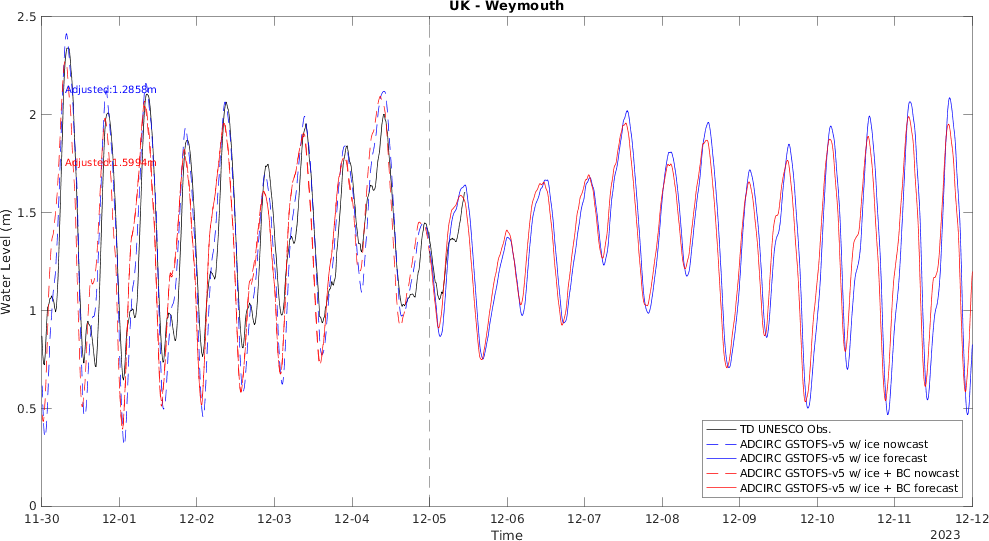 UK - Weymouth
2.5
2
1.5
1
0.5
0
Water Level (m)
Adjusted:1.2858m
Adjusted:1.5994m
TD UNESCO Obs.
ADCIRC GSTOFS-v5 w/ ice nowcast
ADCIRC GSTOFS-v5 w/ ice forecast
ADCIRC GSTOFS-v5 w/ ice + BC nowcast
ADCIRC GSTOFS-v5 w/ ice + BC forecast
11-30 12-01 12-02 12-03 12-04 12-05 12-06 12-07 12-08 12-09 12-10 12-11 12-12
Time
2023